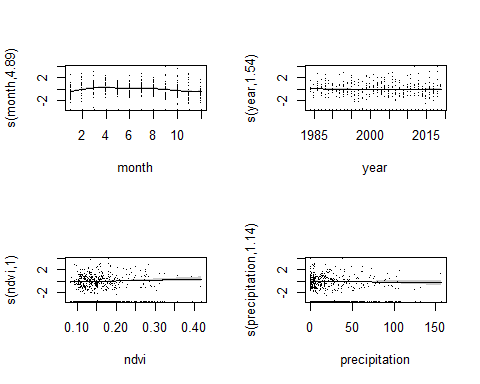 s(month,4.89)
2
-2
2 4 6 8 10
month
s(year,1.54)
2
-2
1985 2000 2015
year
s(ndvi,1)
2
-2
0.10 0.20 0.30 0.40
ndvi
s(precipitation,1.14)
2
-2
0 50 100 150
precipitation